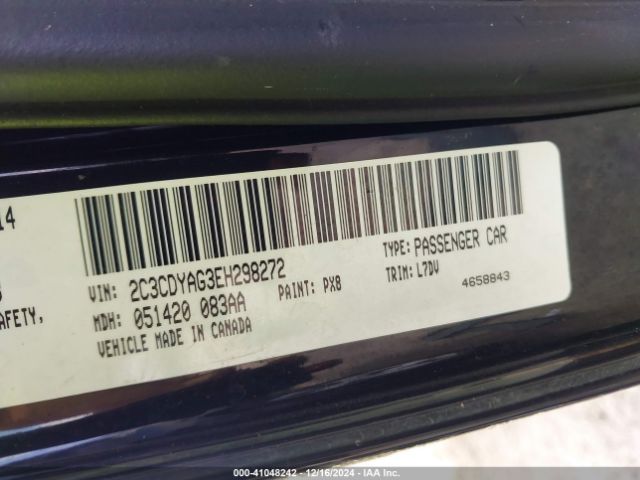 14
AFETY,
VIN: 2C3CDYAG3EH298272
TYPE: PASSENGER CAR
MDH: 051420 083AA
PAINT: PXB
TRIM: L7DV
VEHICLE MADE IN CANADA
4658843
000-41048242 - 12/16/2024 - IAA Inc.